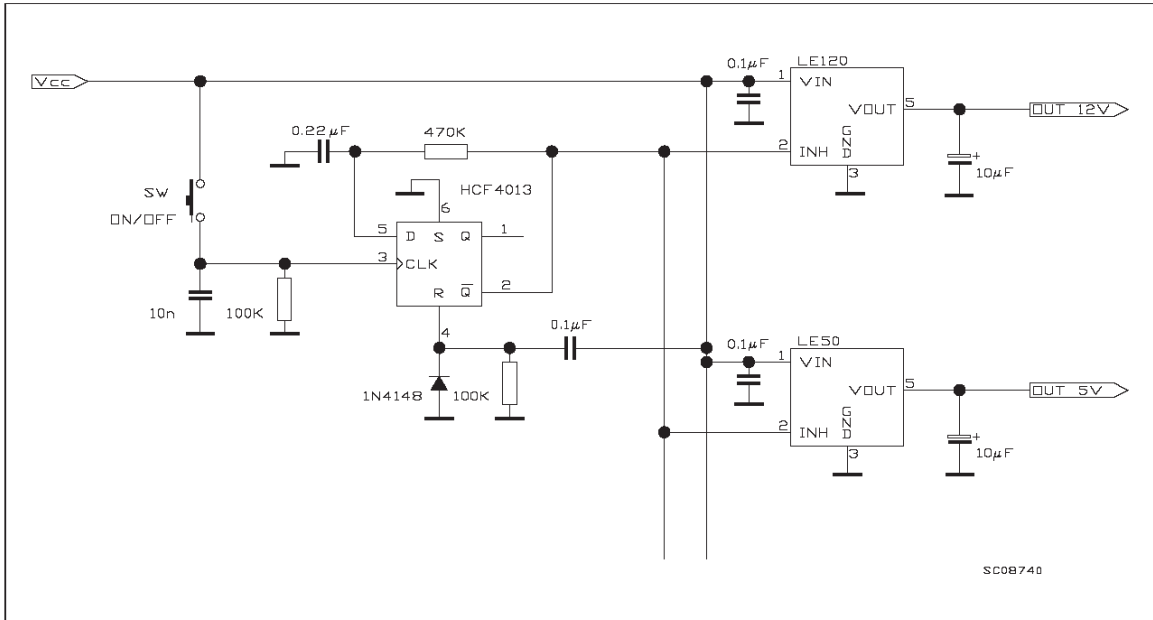 Vcc
0.1µF
LE120
1
VIN
VOUT
5
OUT 12V
GND
2
INH
3
+
10µF
0.22µF
470K
HCF4013
SW
ON/OFF
6
5
D
S
Q
1
3
CLK
R
Q
2
4
10n
100K
0.1µF
1N4148
100K
0.1µF
LE50
1
VIN
VOUT
5
OUT 5V
GND
2
INH
3
+
10µF
SC08740